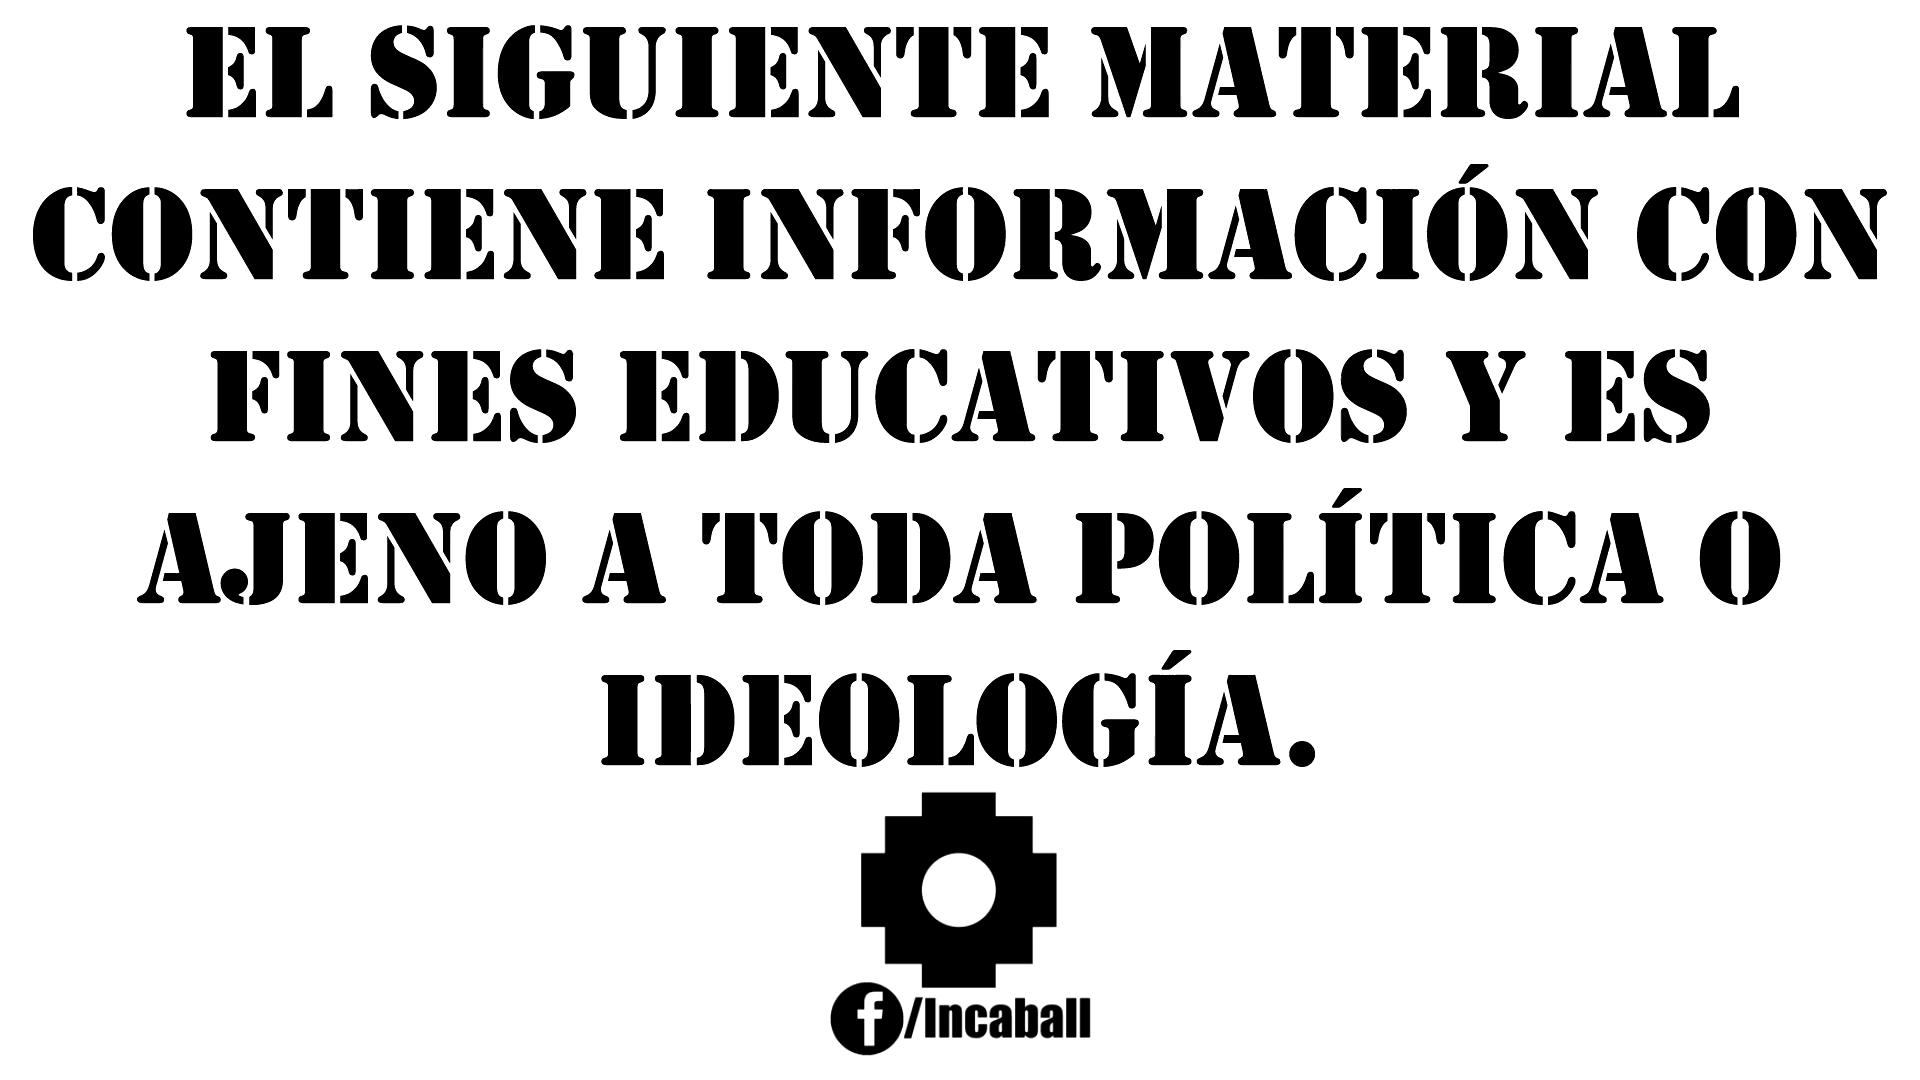 EL SIGUIENTE MATERIAL
CONTIENE INFORMACIÓN CON
FINES EDUCATIVOS Y ES
AJENO A TODA POLÍTICA O
IDEOLOGÍA.
f/Incaball